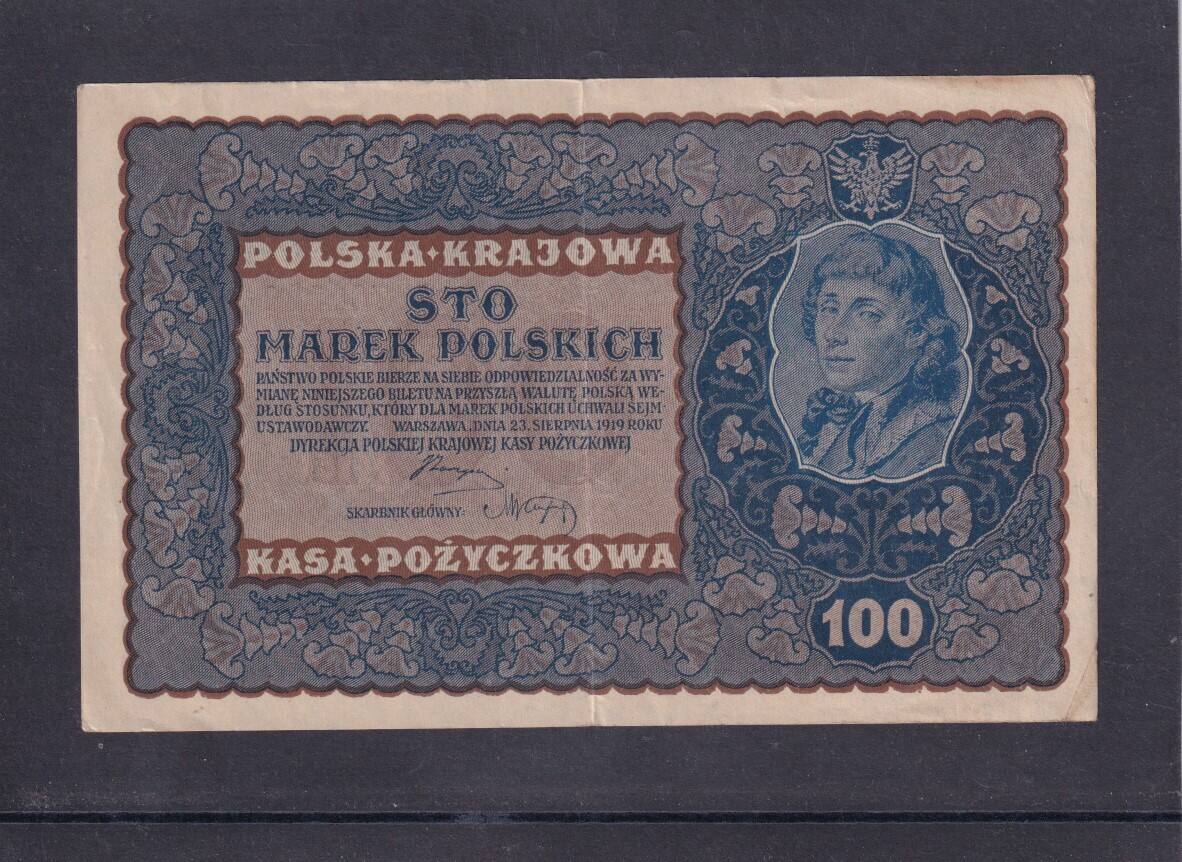 POLSKA·KRAJOWA
STO
MAREK POLSKICH
PAŃSTWO POLSKIE BIERZE NA SIEBIE ODPOWIEDZIALNOŚĆ ZA WY-
MIANĘ NINIEJSZEGO BILETU NA PRZYSZŁĄ WALUTĘ POLSKĄ WE-
DŁUG STOSUNKU, KTÓRY DLA MAREK POLSKICH UCHWALI SEJM-
USTAWODAWCZY. WARSZAWA, DNIA 23. SIERPNIA 1919 ROKU
DYREKCJA POLSKIEJ KRAJOWEJ KASY POŻYCZKOWEJ
SKARBNIK GŁÓWNY:
KASA·POŻYCZKOWA
100